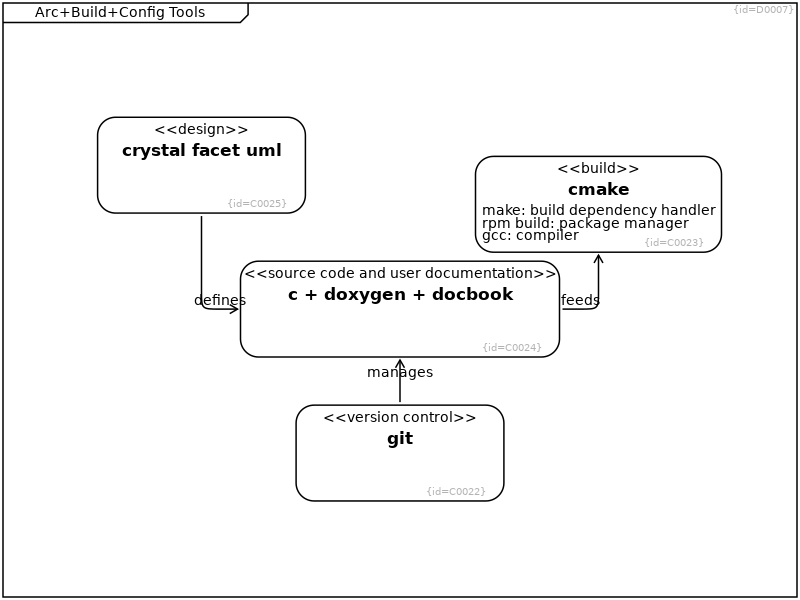 Arc+Build+Config Tools
{id=D0007}
<<design>>
crystal facet uml
{id=C0025}
<<build>>
cmake
make: build dependency handler
rpm build: package manager
gcc: compiler
{id=C0023}
<<source code and user documentation>>
c + doxygen + docbook
{id=C0024}
defines
feeds
manages
<<version control>>
git
{id=C0022}